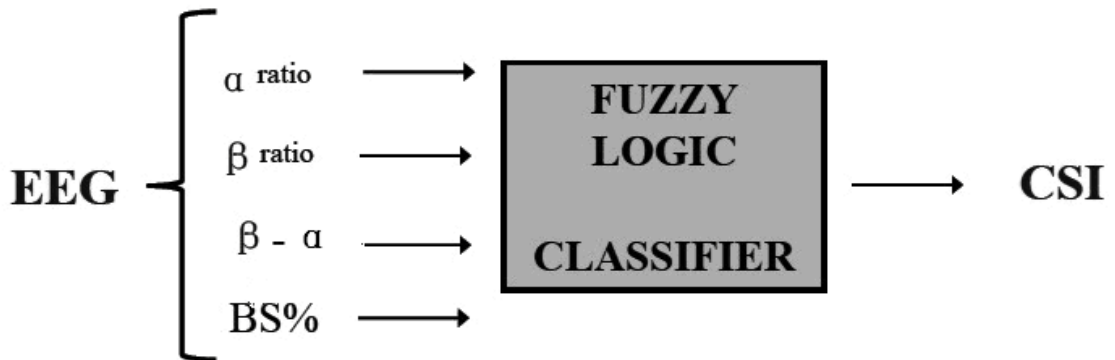 EEG
α ratio
β ratio
β - α
BS%
FUZZY
LOGIC
CLASSIFIER
CSI